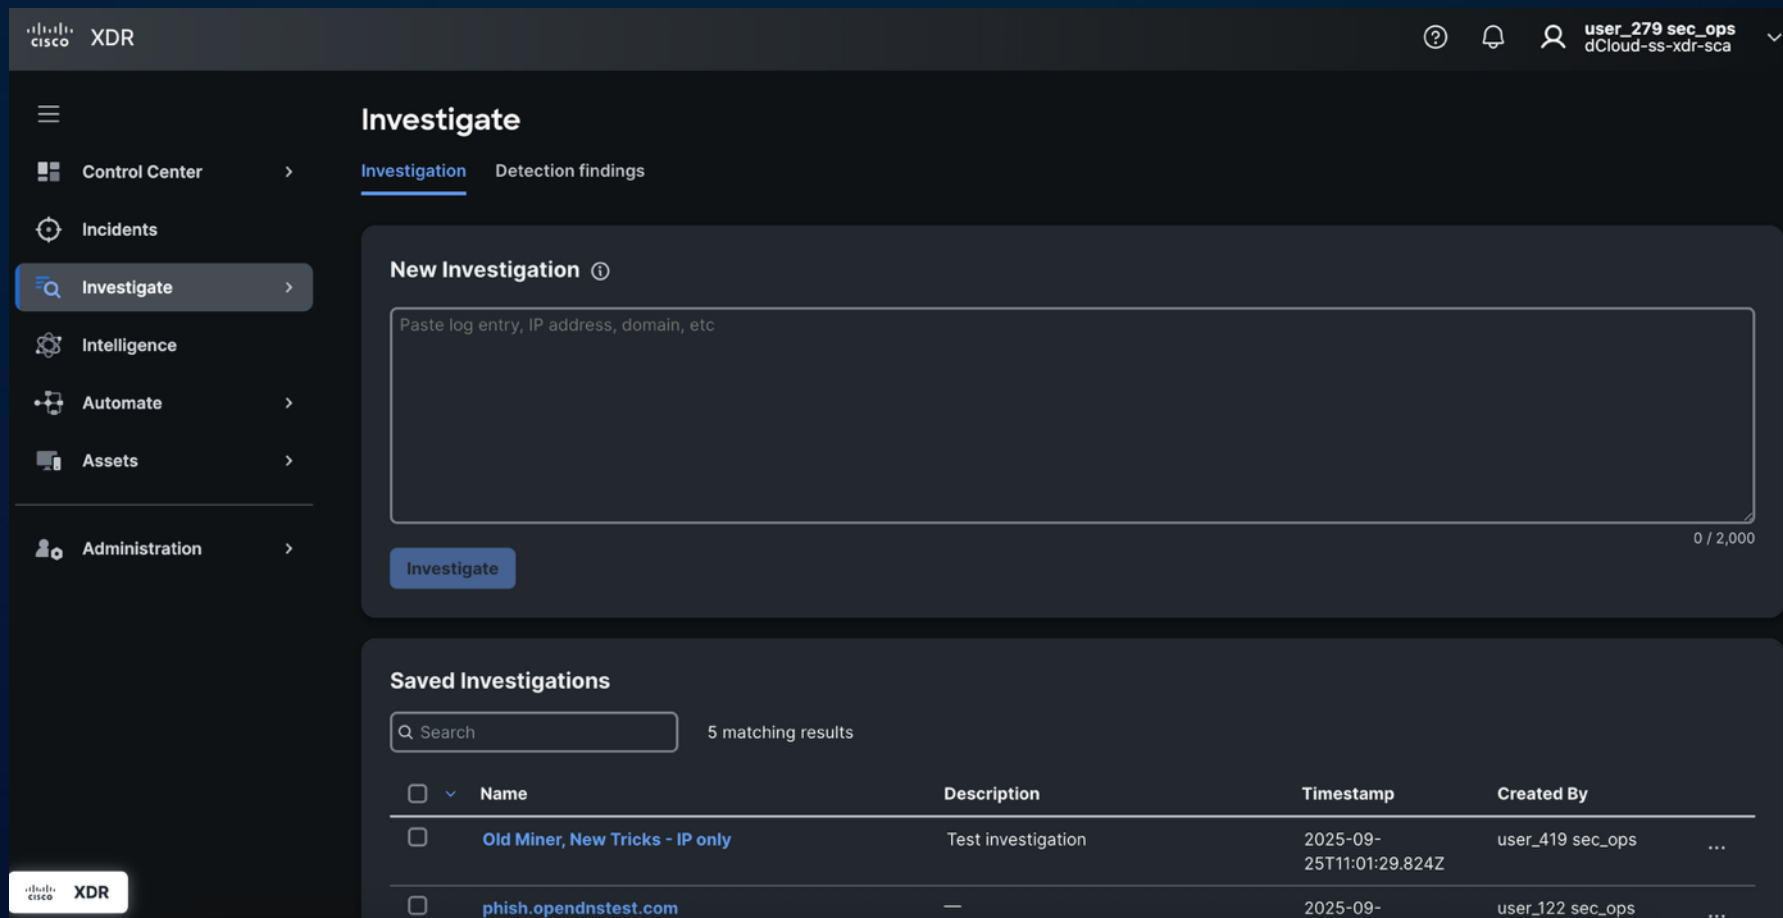 CISCO XDR
user_279 sec_ops
dCloud-ss-xdr-sca
Control Center
Incidents
Investigate
Intelligence
Automate
Assets
Administration
Investigate
Investigation Detection findings
New Investigation
Paste log entry, IP address, domain, etc
0 / 2,000
Investigate
Saved Investigations
Search 5 matching results
Name Description Timestamp Created By
Old Miner, New Tricks - IP only Test investigation 2025-09- user_419 sec_ops ...
25T11:01:29.824Z
phish.opendnstest.com — 2025-09- user_122 sec_ops ...
CISCO XDR